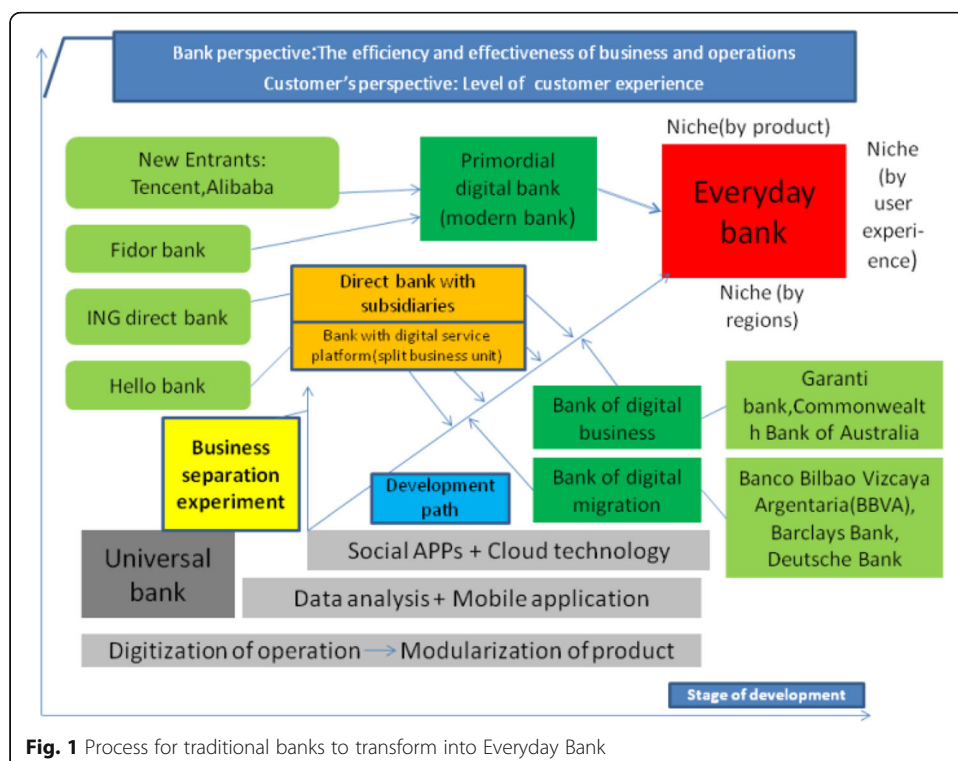 Bank perspective:The efficiency and effectiveness of business and operations
Customer's perspective: Level of customer experience
New Entrants:
Tencent,Alibaba
Fidor bank
ING direct bank
Hello bank
Primordial
digital bank
(modern bank)
Niche(by product)
Everyday
bank
Niche
(by
user
experi-
ence)
Niche (by
regions)
Direct bank with
subsidiaries
Bank with digital service
platform(split business unit)
Business
separation
experiment
Development
path
Bank of digital
business
Bank of digital
migration
Garanti
bank,Commonwealt
h Bank of Australia
Banco Bilbao Vizcaya
Argentaria(BBVA),
Barclays Bank,
Deutsche Bank
Universal
bank
Social APPs + Cloud technology
Data analysis + Mobile application
Digitization of operation
Modularization of product
Stage of development
Fig. 1 Process for traditional banks to transform into Everyday Bank